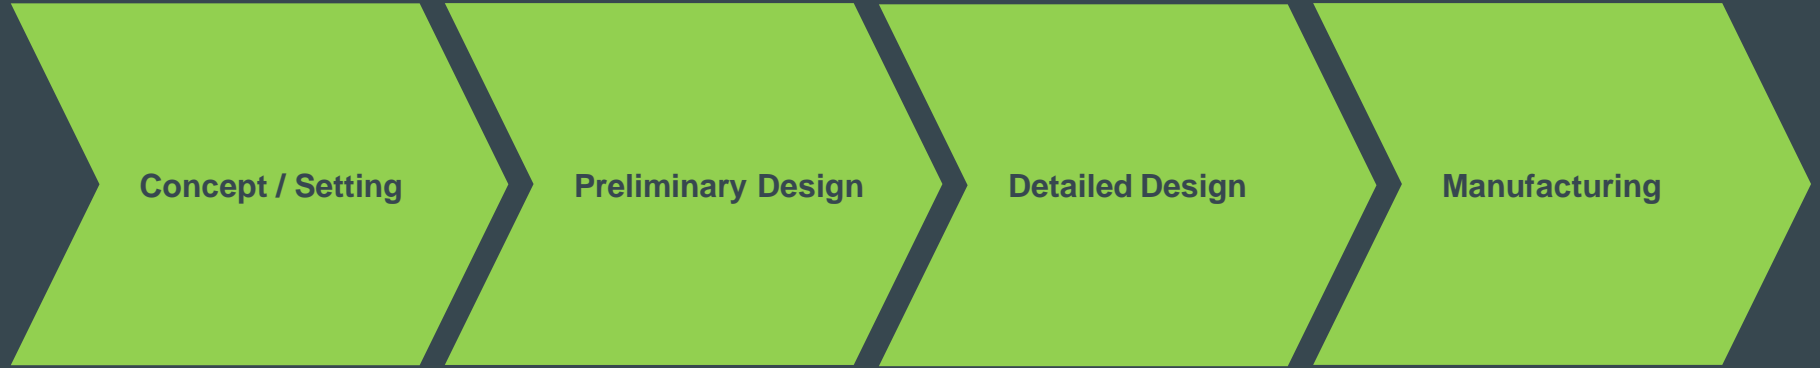 Concept / Setting
Preliminary Design
Detailed Design
Manufacturing